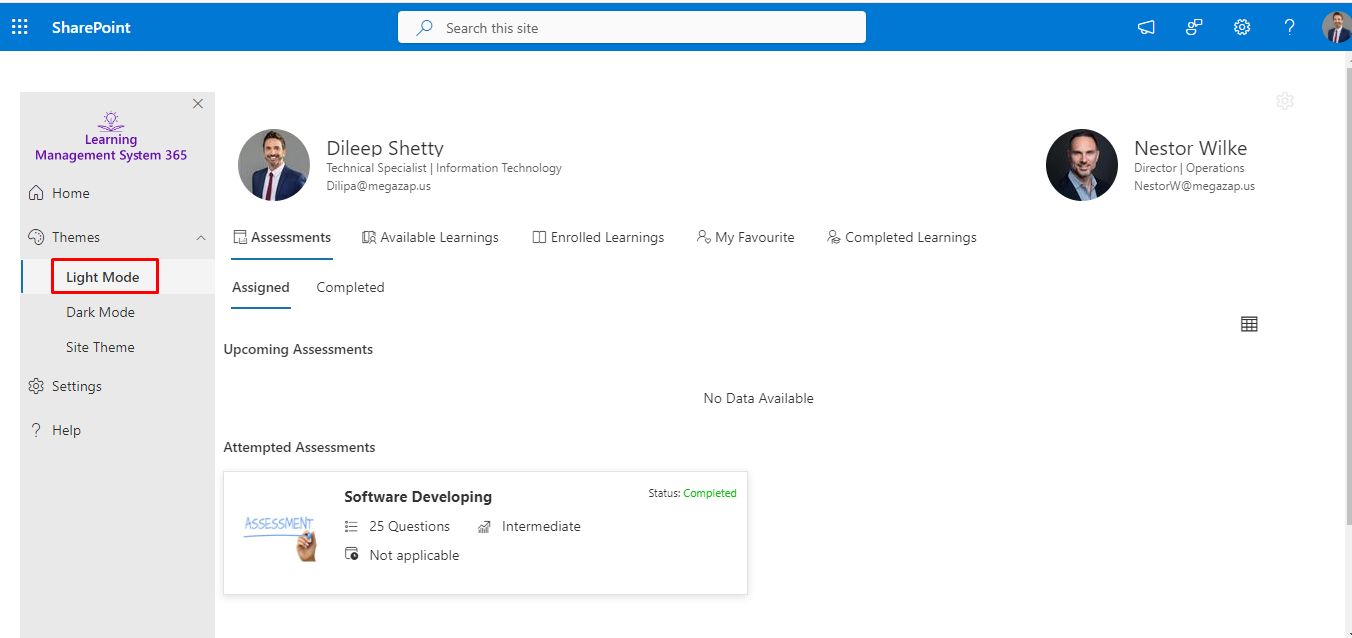 SharePoint
Search this site
Learning
Management System 365
Home
Themes
Light Mode
Dark Mode
Site Theme
Settings
Help
Dileep Shetty
Technical Specialist | Information Technology
Dilipa@megazap.us
Nestor Wilke
Director | Operations
NestorW@megazap.us
Assessments Available Learnings Enrolled Learnings My Favourite Completed Learnings
Assigned Completed
Upcoming Assessments
No Data Available
Attempted Assessments
ASSESSMENT
Software Developing
Status: Completed
25 Questions Intermediate
Not applicable